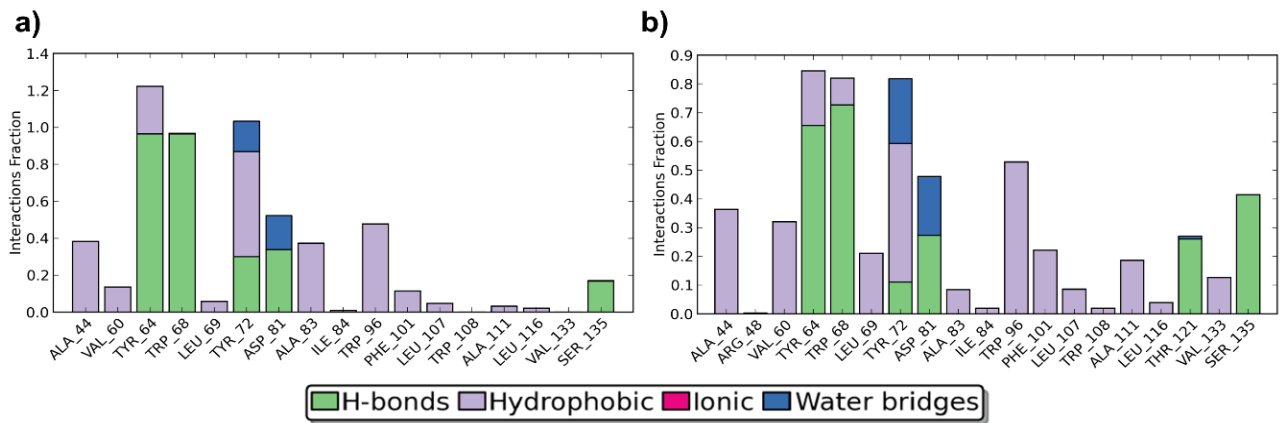 a)
1.4
1.2
1.0
0.8
0.6
0.4
0.2
0.0
Interactions Fraction
ALA_44
VAL_60
TYR_64
TRP_68
LEU_69
TYR_72
ASP_81
ALA_83
ILE_84
TRP_96
PHE_101
LEU_107
TRP_108
ALA_111
LEU_116
VAL_133
SER_135
b)
0.9
0.8
0.7
0.6
0.5
0.4
0.3
0.2
0.1
0.0
Interactions Fraction
ALA_44
ARG_48
VAL_60
TYR_64
TRP_68
LEU_69
TYR_72
ASP_81
ALA_83
ILE_84
TRP_96
PHE_101
LEU_107
TRP_108
ALA_111
LEU_116
THR_121
VAL_133
SER_135
H-bonds Hydrophobic Ionic Water bridges